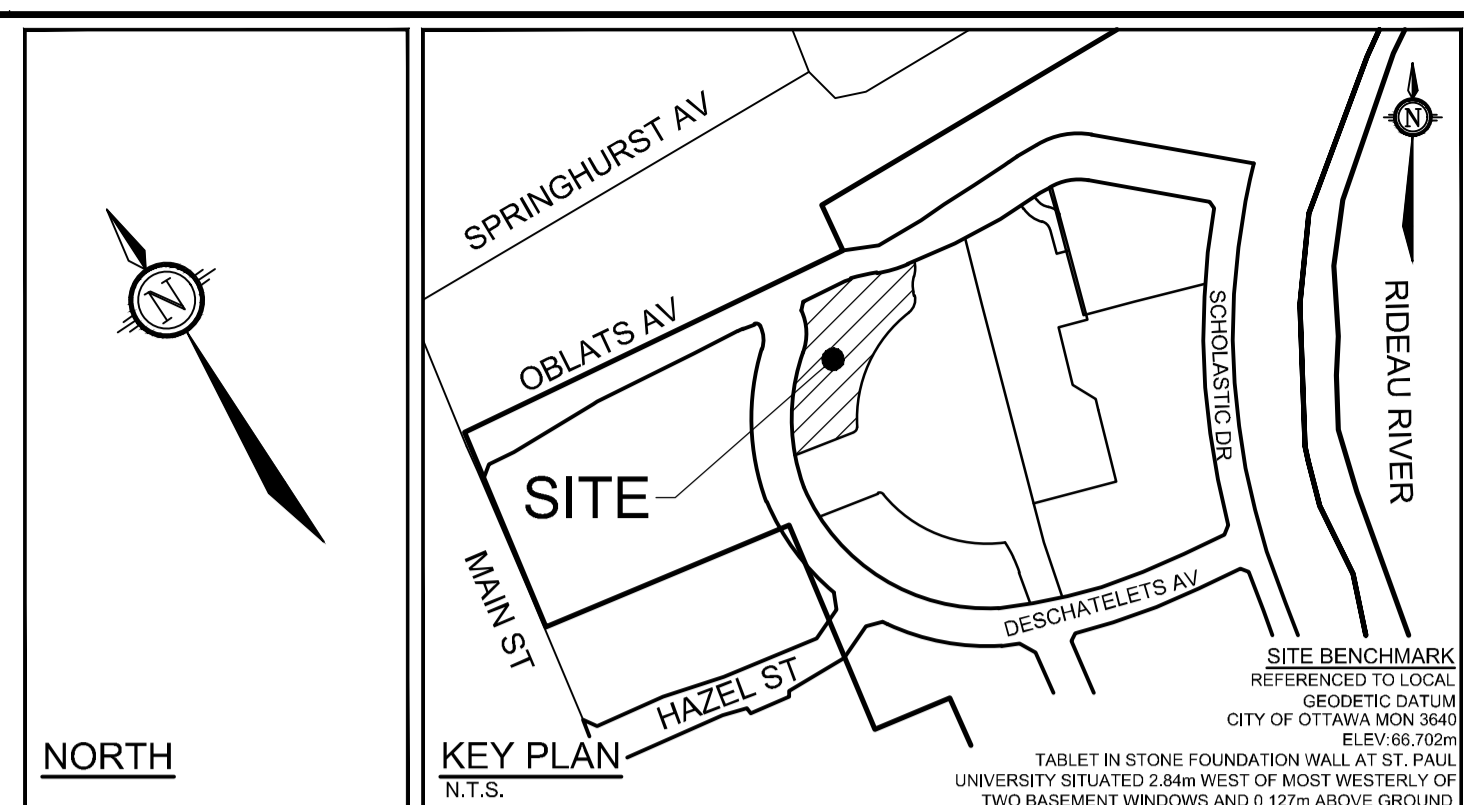 N
NORTH
SPRINGHURST AV
N
OBLATS AV
SCHOLASTIC DR
RIDEAU RIVER
SITE
MAIN ST
DESCHATELETS AV
HAZEL ST
SITE BENCHMARK
REFERENCED TO LOCAL
GEODETIC DATUM
CITY OF OTTAWA MON 3640
ELEV:66.702m
TABLET IN STONE FOUNDATION WALL AT ST. PAUL
UNIVERSITY SITUATED 2.84m WEST OF MOST WESTERLY OF
TWO BASEMENT WINDOWS AND 0.127m ABOVE GROUND.
KEY PLAN
N.T.S.